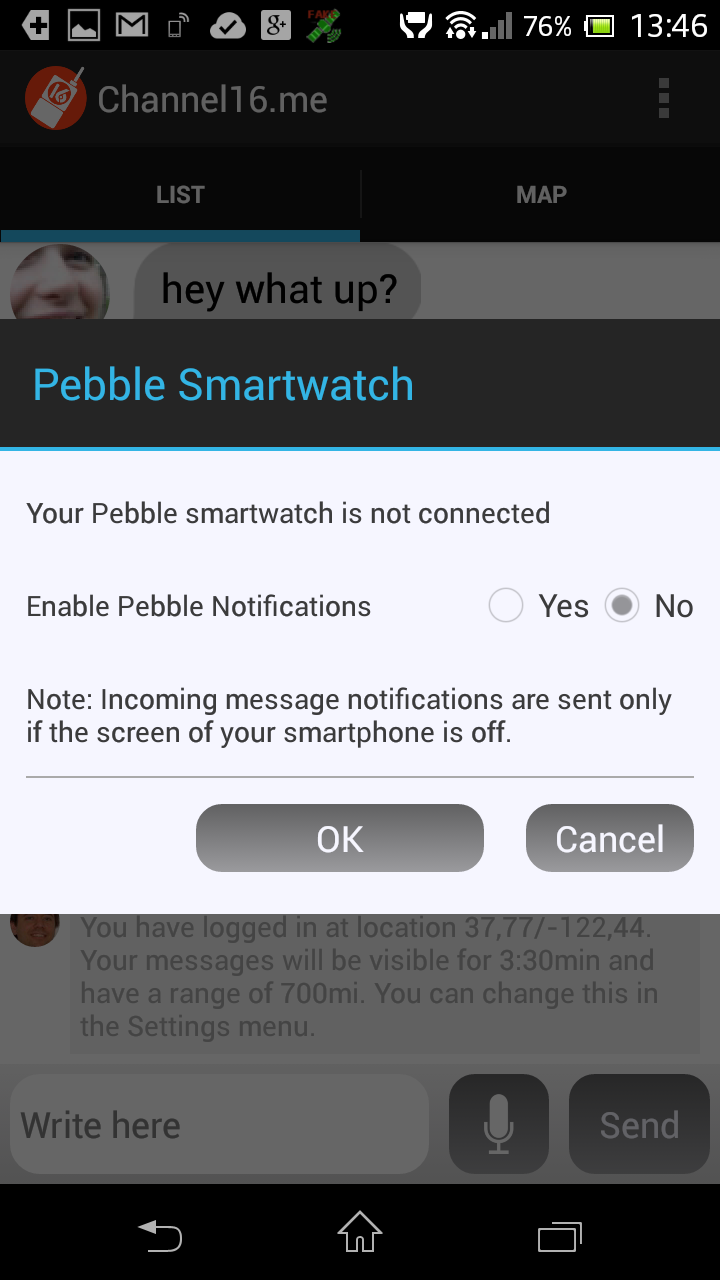 FAKE
76% 13:46
Channel16.me
LIST MAP
hey what up?
Pebble Smartwatch
Your Pebble smartwatch is not connected
Enable Pebble Notifications Yes No
Note: Incoming message notifications are sent only
if the screen of your smartphone is off.
OK Cancel
You have logged in at location 37,77/-122,44.
Your messages will be visible for 3:30min and
have a range of 700mi. You can change this in
the Settings menu.
Write here Send